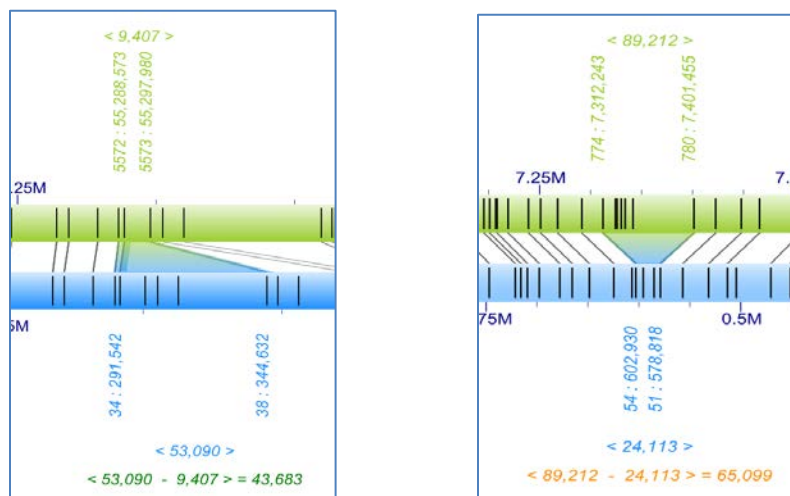 < 9,407 >
5572 : 55,288,573
5573 : 55,297,980
.25M
5M
34 : 291,542
38 : 344,632
< 53,090 >
< 53,090 - 9,407 > = 43,683
< 89,212 >
774 : 7,312,243
780 : 7,401,455
7.25M
7.
75M
0.5M
54 : 602,930
51 : 578,818
< 24,113 >
< 89,212 - 24,113 > = 65,099